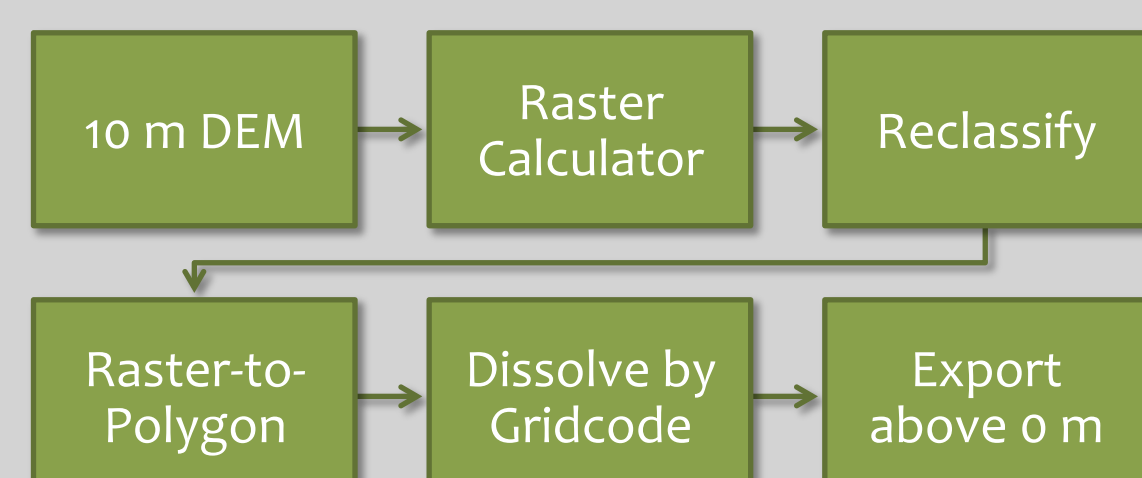 10 m DEM
Raster
Calculator
Reclassify
Raster-to-
Polygon
Dissolve by
Gridcode
Export
above 0 m